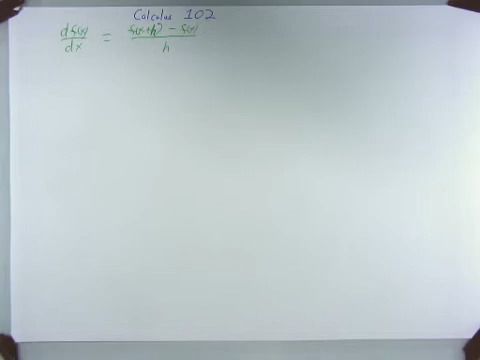 Calculus 102
df(x)/dx = f(x+h) - f(x)/h